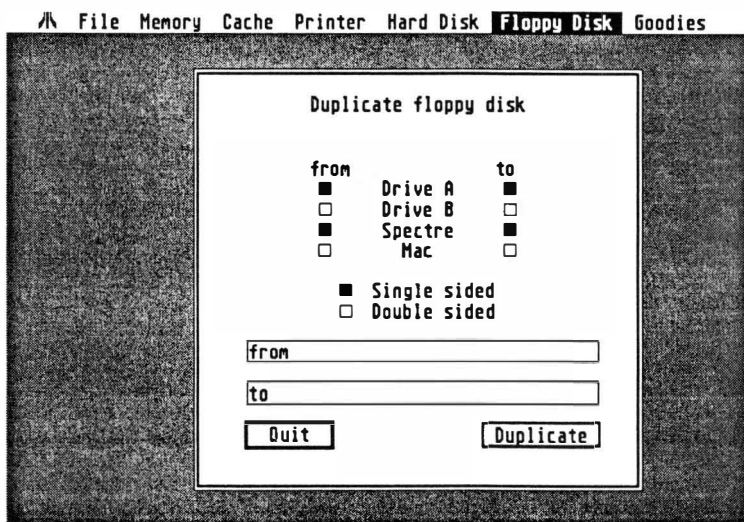 File Memory Cache Printer Hard Disk Floppy Disk Goodies
Duplicate floppy disk
from to
Drive A
Drive B
Spectre
Mac
Single sided
Double sided
from
to
Quit Duplicate